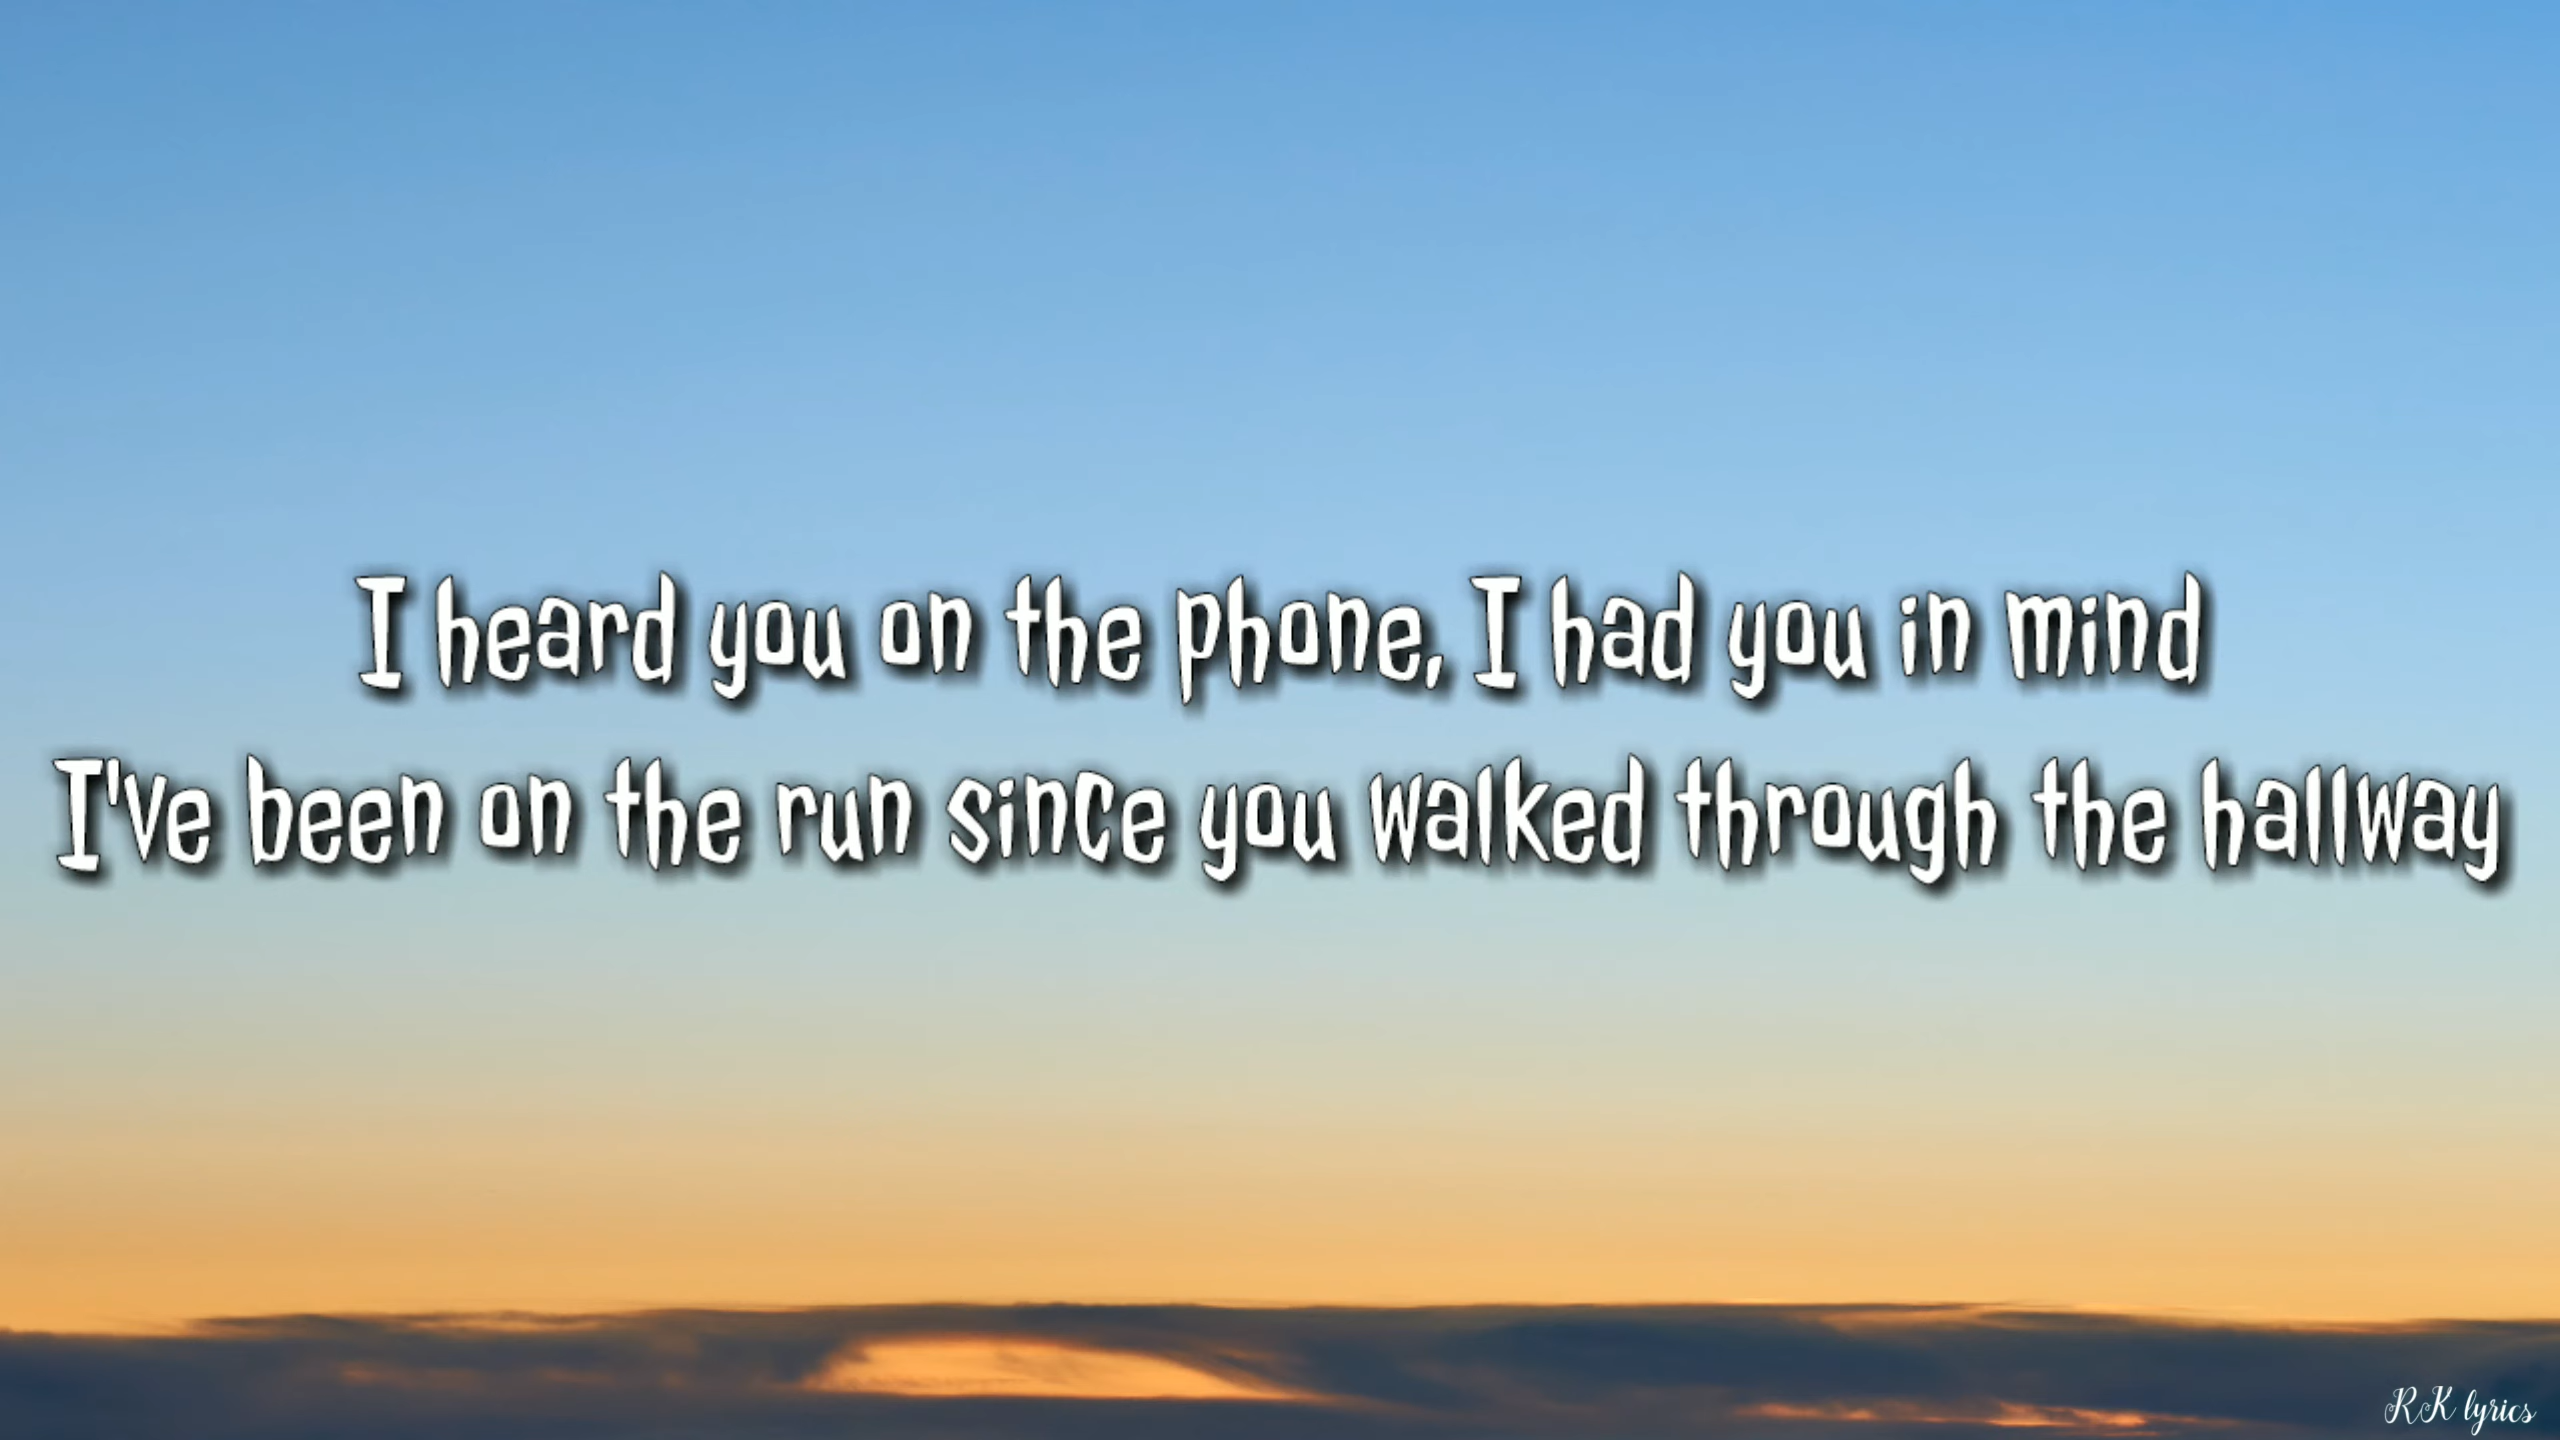 I heard you on the phone, I had you in mind
I've been on the run since you walked through the hallway
RK lyrics